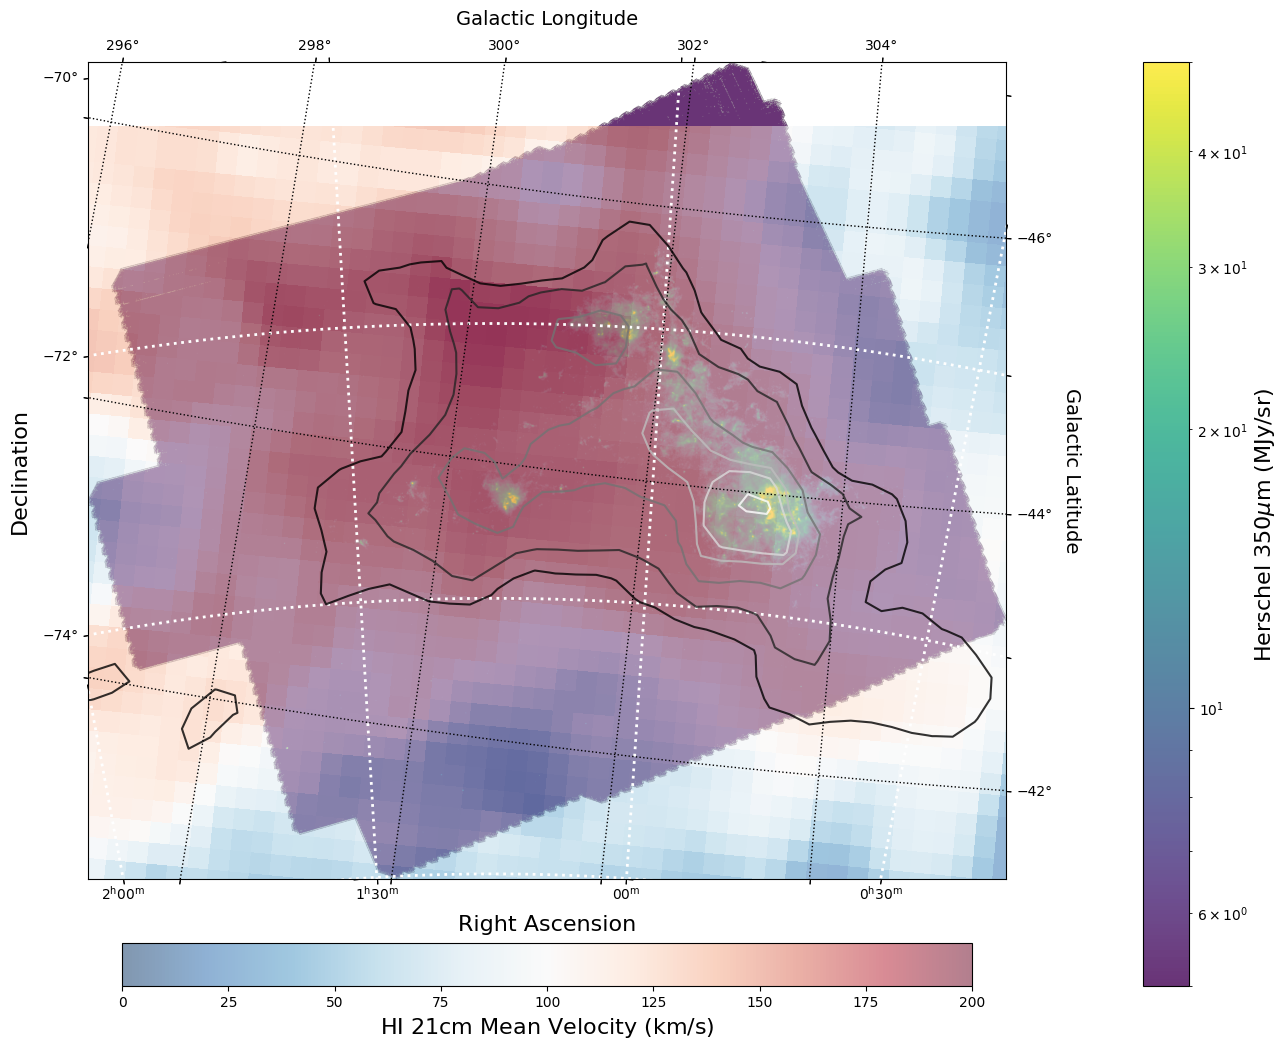 Galactic Longitude
296° 298° 300° 302° 304°
−70°
−72°
−74°
Declination
−46°
−44°
−42°
Galactic Latitude
2ʰ00ᵐ 1ʰ30ᵐ 00ᵐ 0ʰ30ᵐ
Right Ascension
0 25 50 75 100 125 150 175 200
HI 21cm Mean Velocity (km/s)
4 × 10¹
3 × 10¹
2 × 10¹
10¹
6 × 10⁰
Herschel 350μm (MJy/sr)